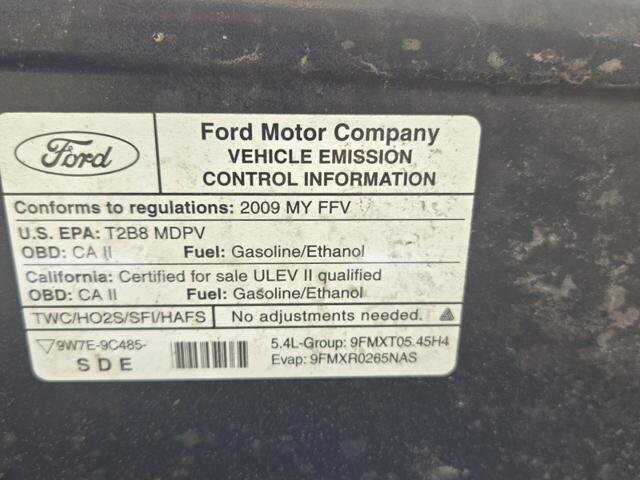 Ford
Ford Motor Company
VEHICLE EMISSION
CONTROL INFORMATION
Conforms to regulations: 2009 MY FFV
U.S. EPA: T2B8 MDPV
OBD: CA II Fuel: Gasoline/Ethanol
California: Certified for sale ULEV II qualified
OBD: CA II Fuel: Gasoline/Ethanol
TWC/HO2S/SFI/HAFS No adjustments needed.
9W7E-9C485- 5.4L-Group: 9FMXT05.45H4
SDE Evap: 9FMXR0265NAS